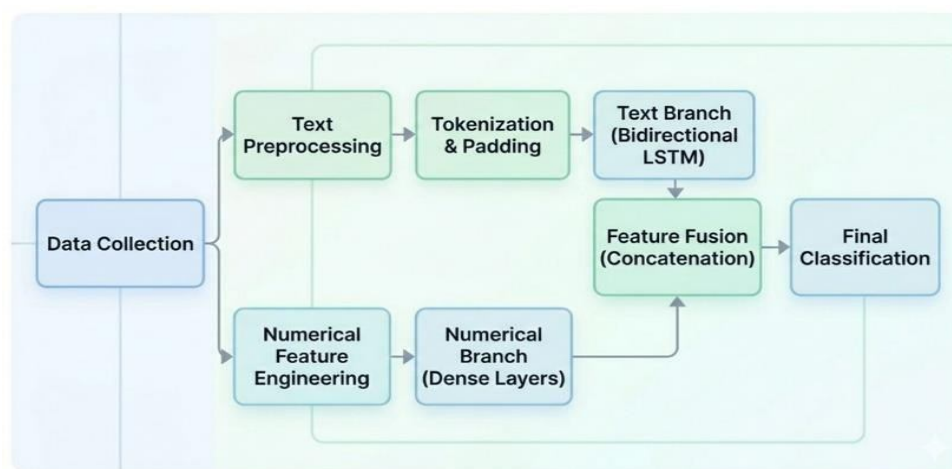 Data Collection
Text
Preprocessing
Tokenization
& Padding
Text Branch
(Bidirectional
LSTM)
Numerical
Feature
Engineering
Numerical
Branch
(Dense Layers)
Feature Fusion
(Concatenation)
Final
Classification